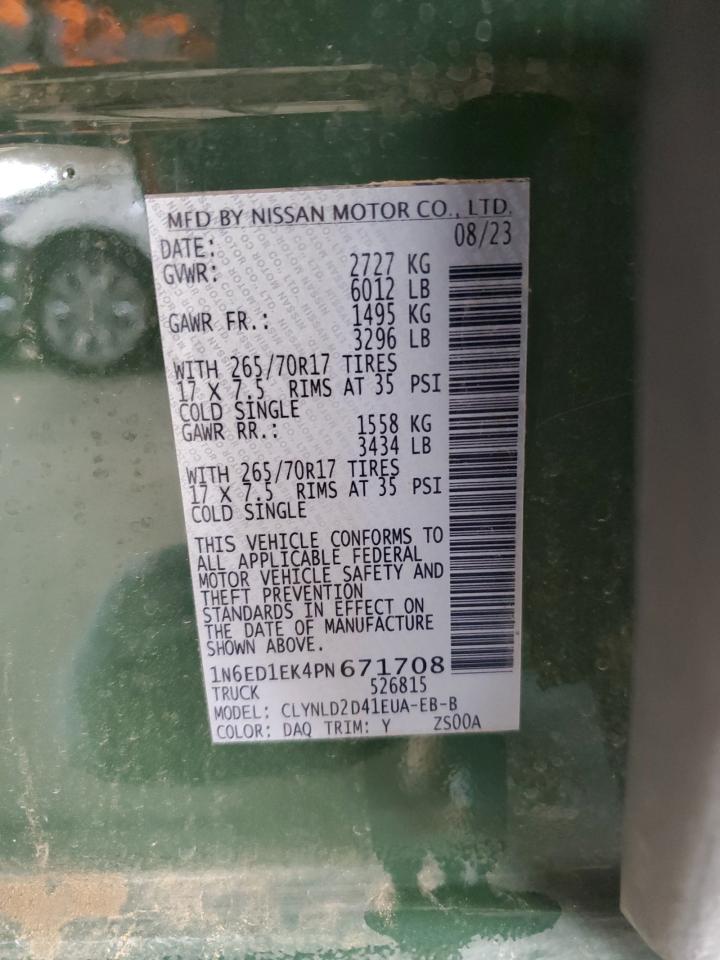 MFD BY NISSAN MOTOR CO., LTD.
DATE: 08/23
GVWR: 2727 KG
6012 LB
GAWR FR.: 1495 KG
3296 LB
WITH 265/70R17 TIRES
17 X 7.5 RIMS AT 35 PSI
COLD SINGLE
GAWR RR.: 1558 KG
3434 LB
WITH 265/70R17 TIRES
17 X 7.5 RIMS AT 35 PSI
COLD SINGLE
THIS VEHICLE CONFORMS TO
ALL APPLICABLE FEDERAL
MOTOR VEHICLE SAFETY AND
THEFT PREVENTION
STANDARDS IN EFFECT ON
THE DATE OF MANUFACTURE
SHOWN ABOVE.
1N6ED1EK4PN671708
TRUCK 526815
MODEL: CLYNLD2D41EUA-EB-B
COLOR: DAQ TRIM: Y ZS00A